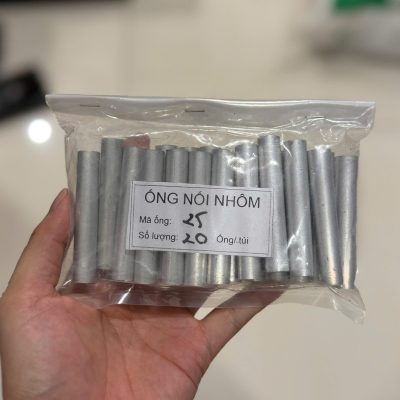 ỐNG NỐI NHÔM
Mã ống: 25
Số lượng: 20 Ống/.túi